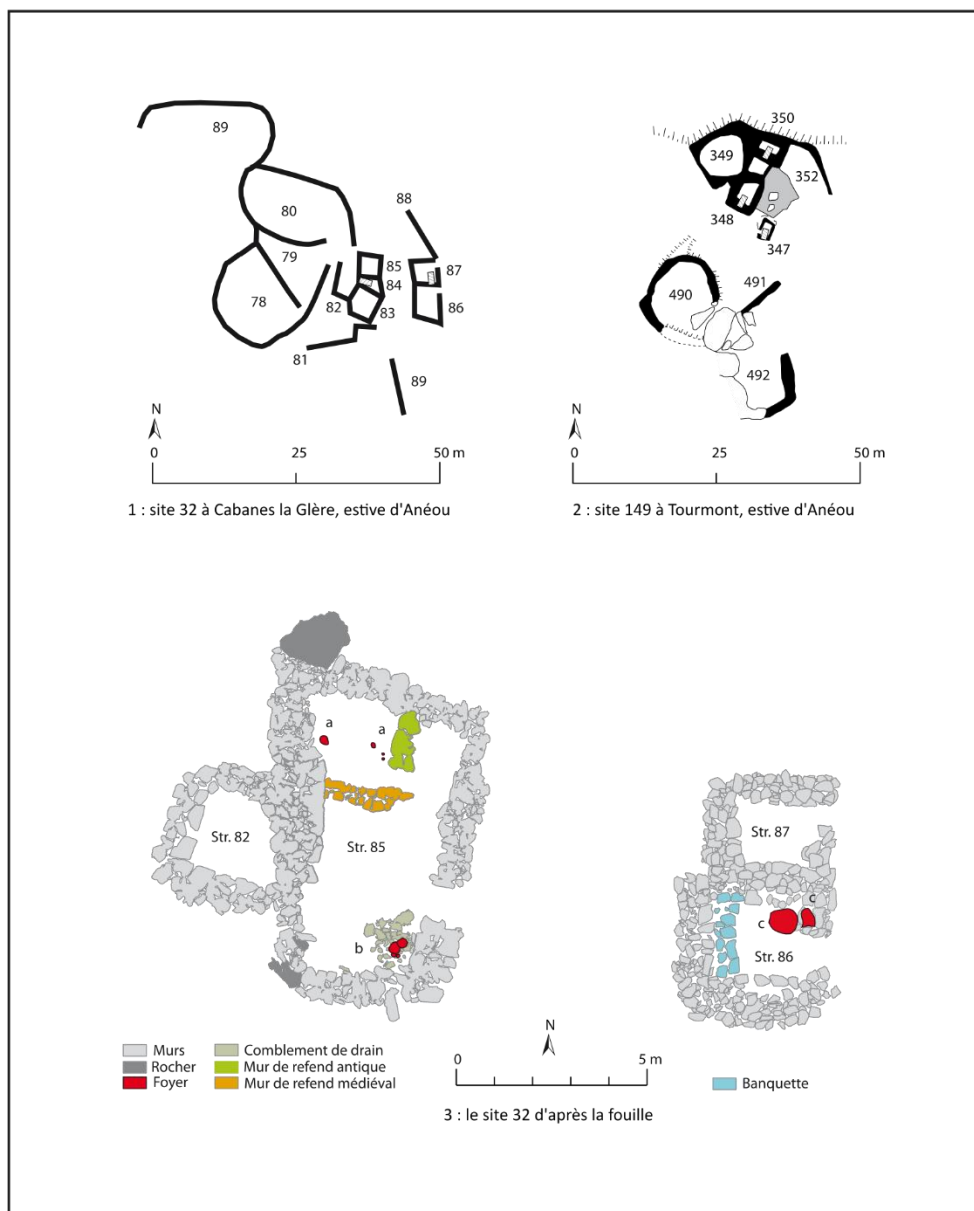 89
80
79
78
88
85
84
87
82
83
86
81
89
N
0 25 50 m
1 : site 32 à Cabanes la Glère, estive d'Anéou
350
349
352
348
347
490
491
492
N
0 25 50 m
2 : site 149 à Tourmont, estive d'Anéou
a
a
Str. 82
Str. 85
b
Str. 87
c
c
Str. 86
Murs
Rocher
Foyer
Comblement de drain
Mur de refend antique
Mur de refend médiéval
N
0 5 m
Banquette
3 : le site 32 d'après la fouille